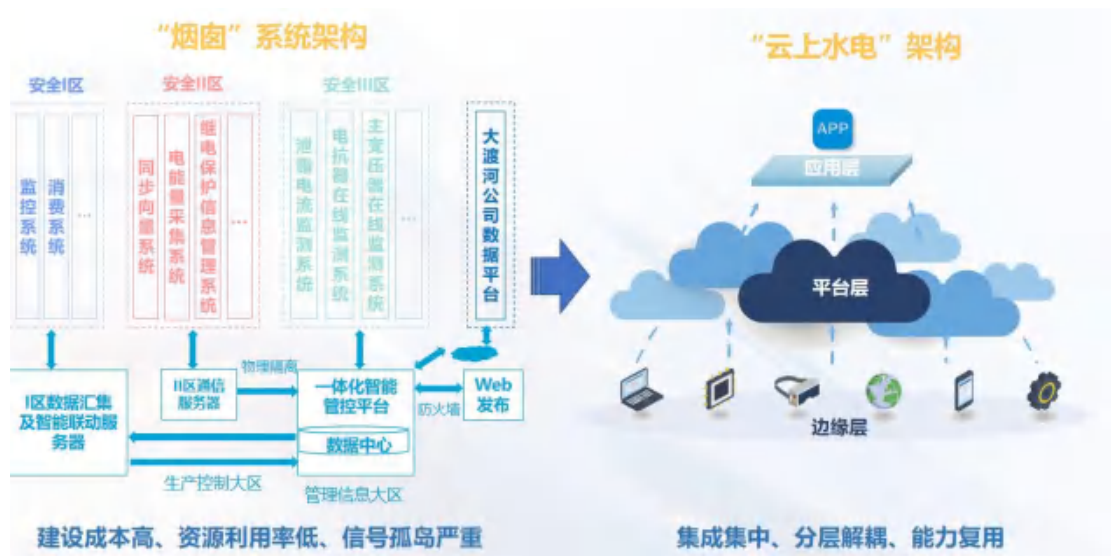 “烟囱”系统架构
安全I区
安全II区
安全III区
监控系统
消费系统
...
同步向量系统
电能量采集系统
继电保护信息管理系统
...
泄露电流监测系统
电抗器在线监测系统
主变压器在线监测系统
...
大渡河公司数据平台
I区数据汇集
及智能联动服
务器
II区通信
服务器
物理隔离
一体化智能
管控平台
数据中心
防火墙
Web
发布
生产控制大区
管理信息大区
建设成本高、资源利用率低、信号孤岛严重
“云上水电”架构
APP
应用层
平台层
边缘层
集成集中、分层解耦、能力复用